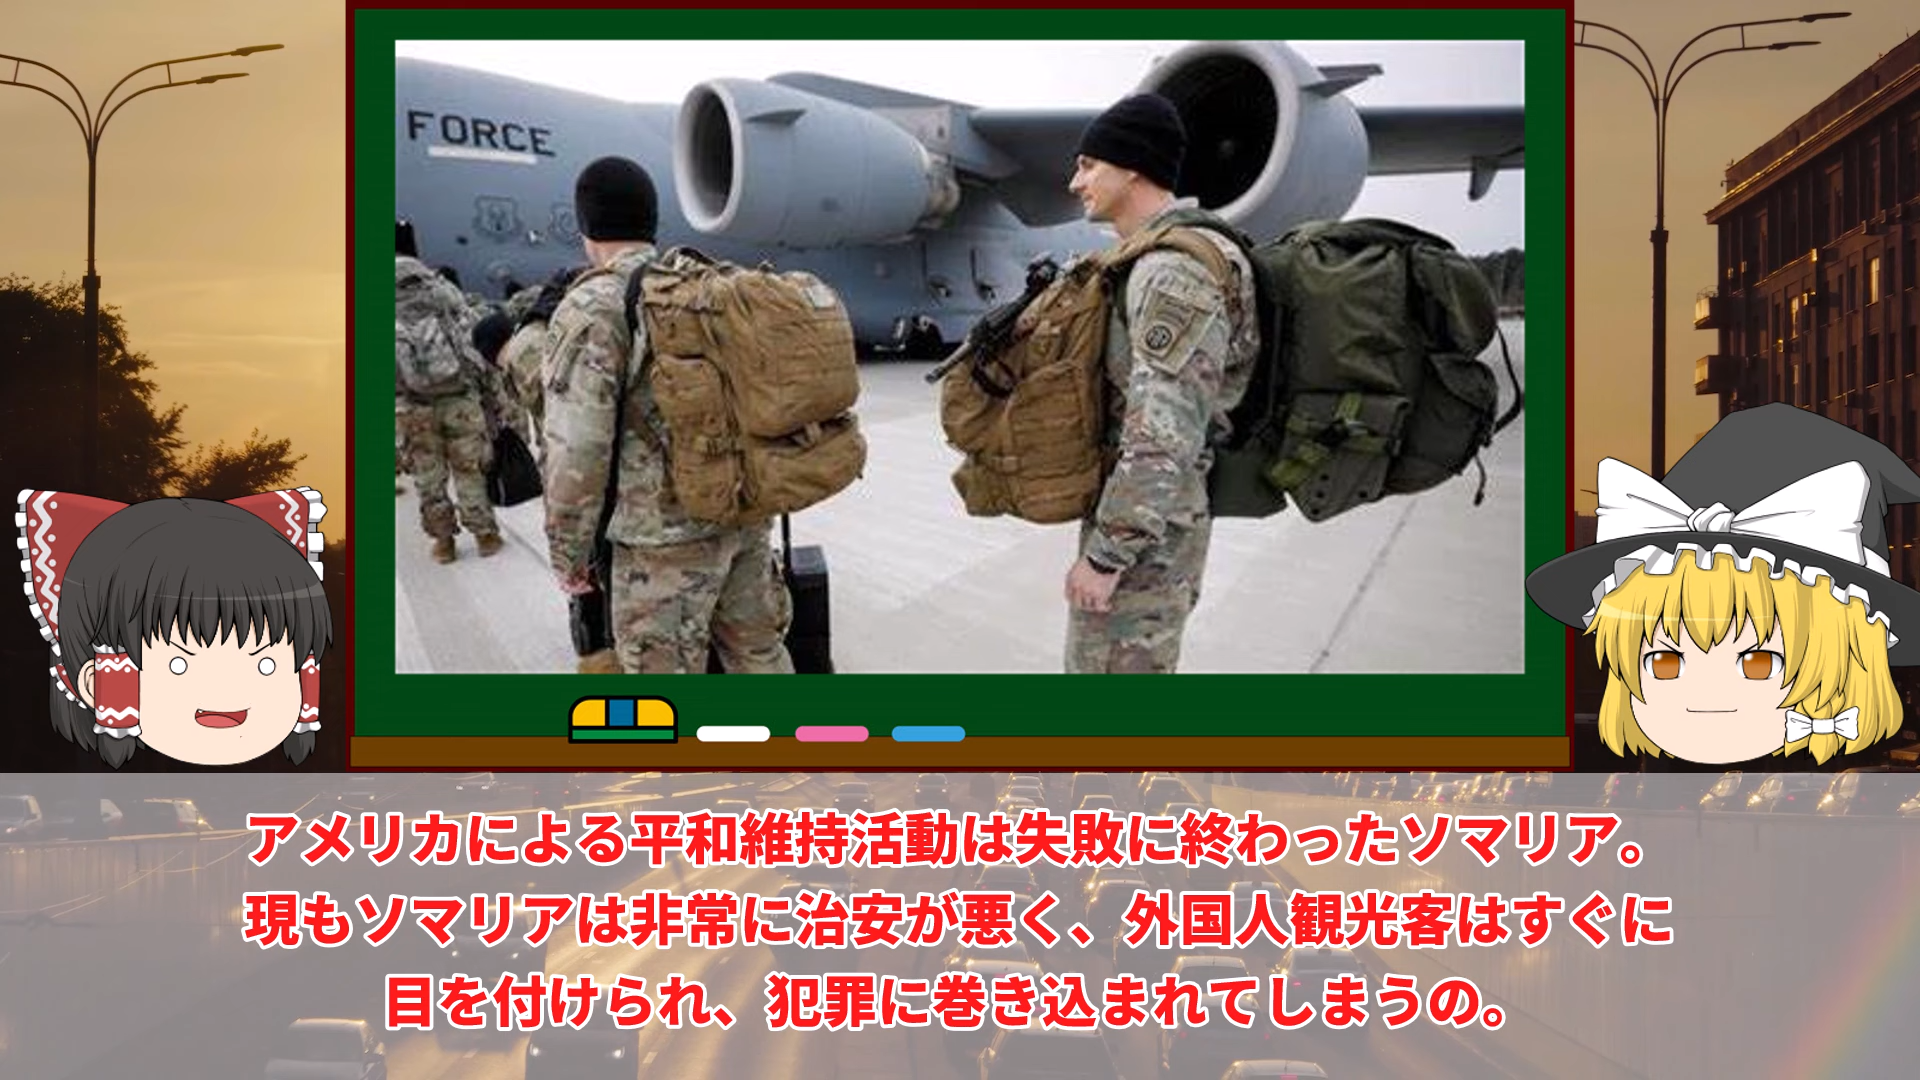 FORCE
アメリカによる平和維持活動は失敗に終わったソマリア。
現もソマリアは非常に治安が悪く、外国人観光客はすぐに
目を付けられ、犯罪に巻き込まれてしまうの。